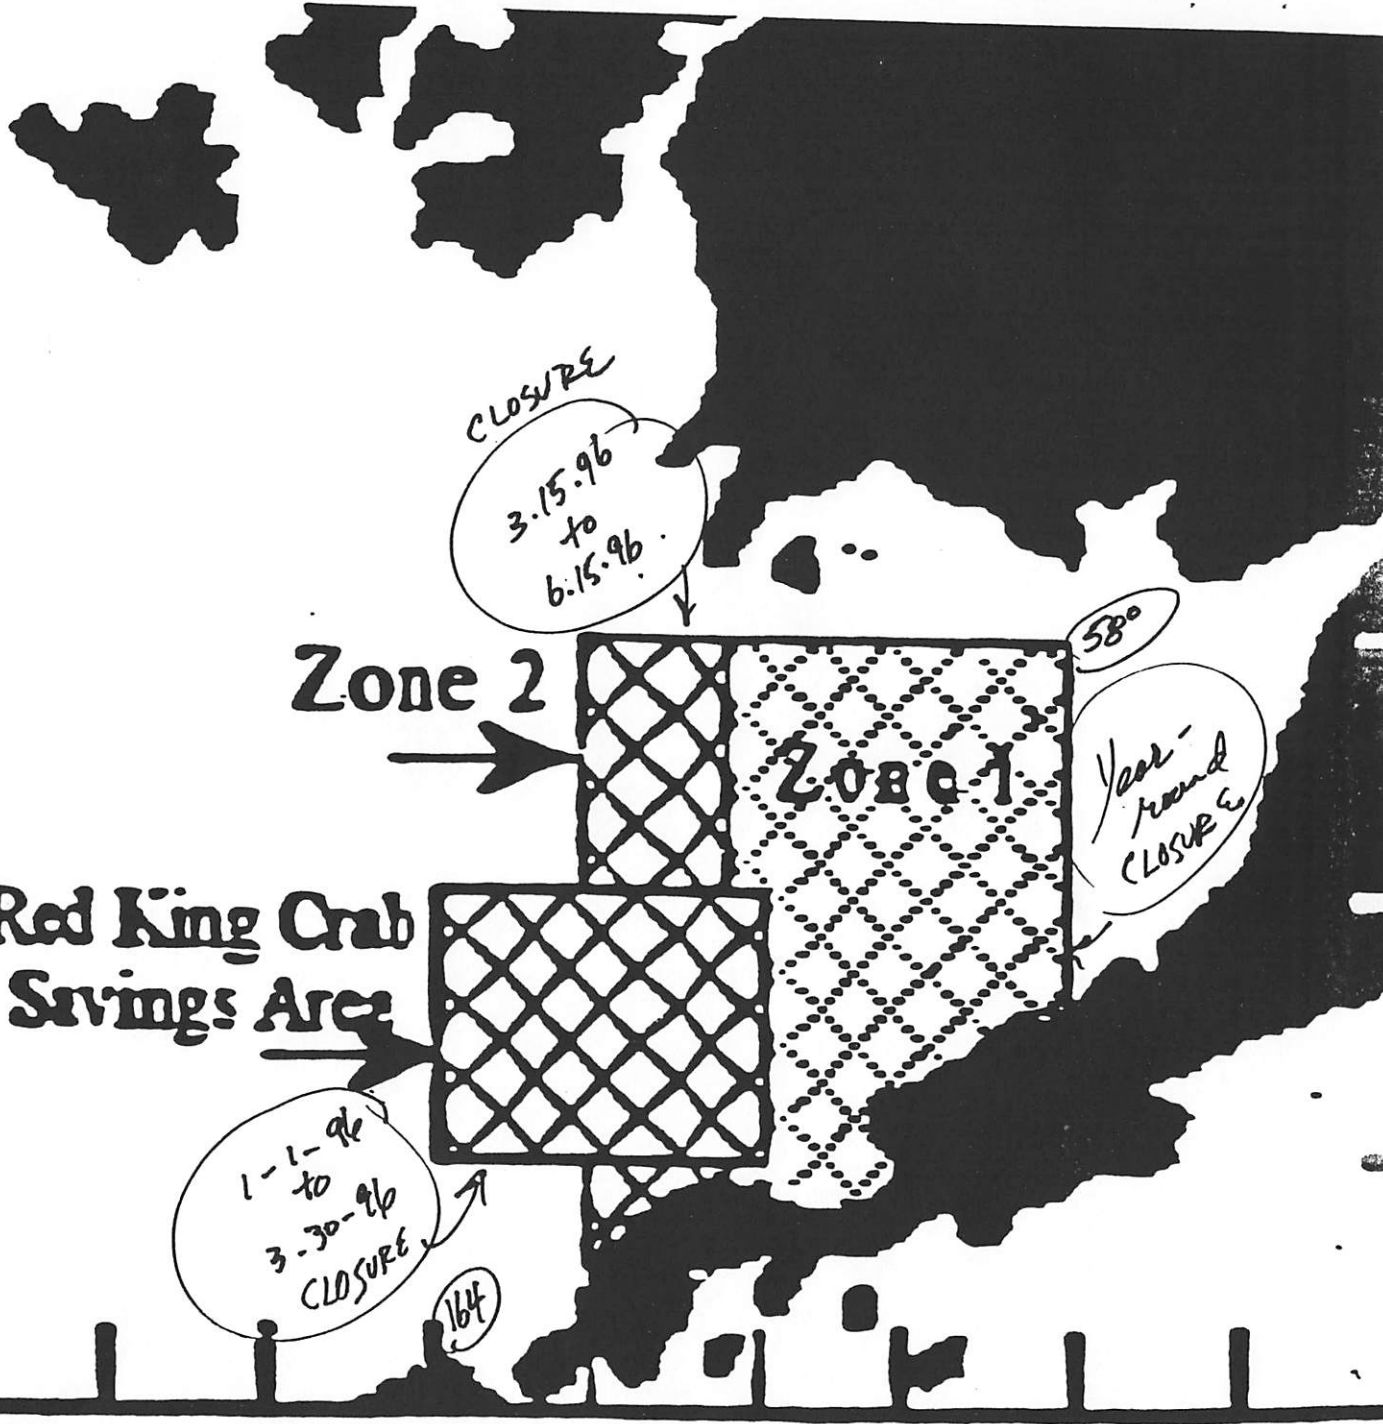 CLOSURE
3.15.96
to
6.15.96
58°
Zone 2
Zone 1
Year-
round
CLOSURE
Red King Crab
Savings Area
1-1-96
to
3-30-96
CLOSURE
164